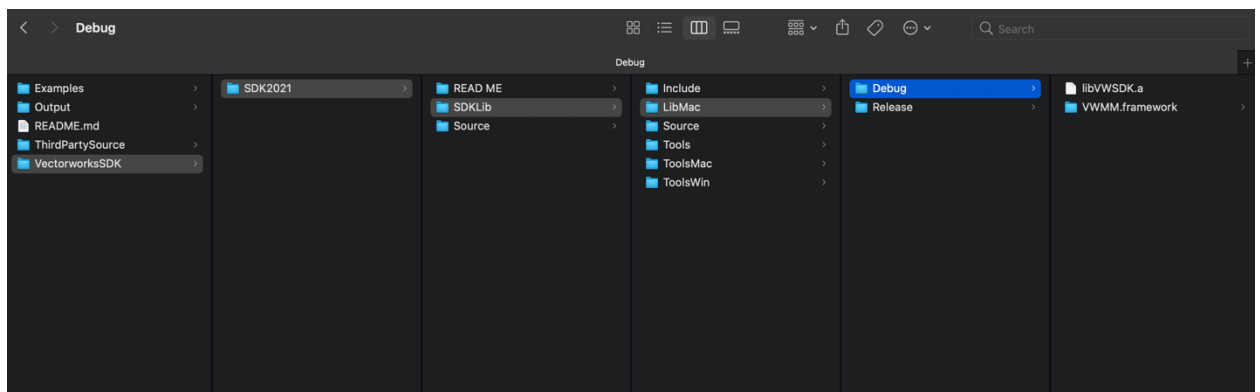 Debug
Search
Debug
Examples
Output
README.md
ThirdPartySource
VectorworksSDK
SDK2021
READ ME
SDKLib
Source
Include
LibMac
Source
Tools
ToolsMac
ToolsWin
Debug
Release
libVWSDK.a
VWMM.framework